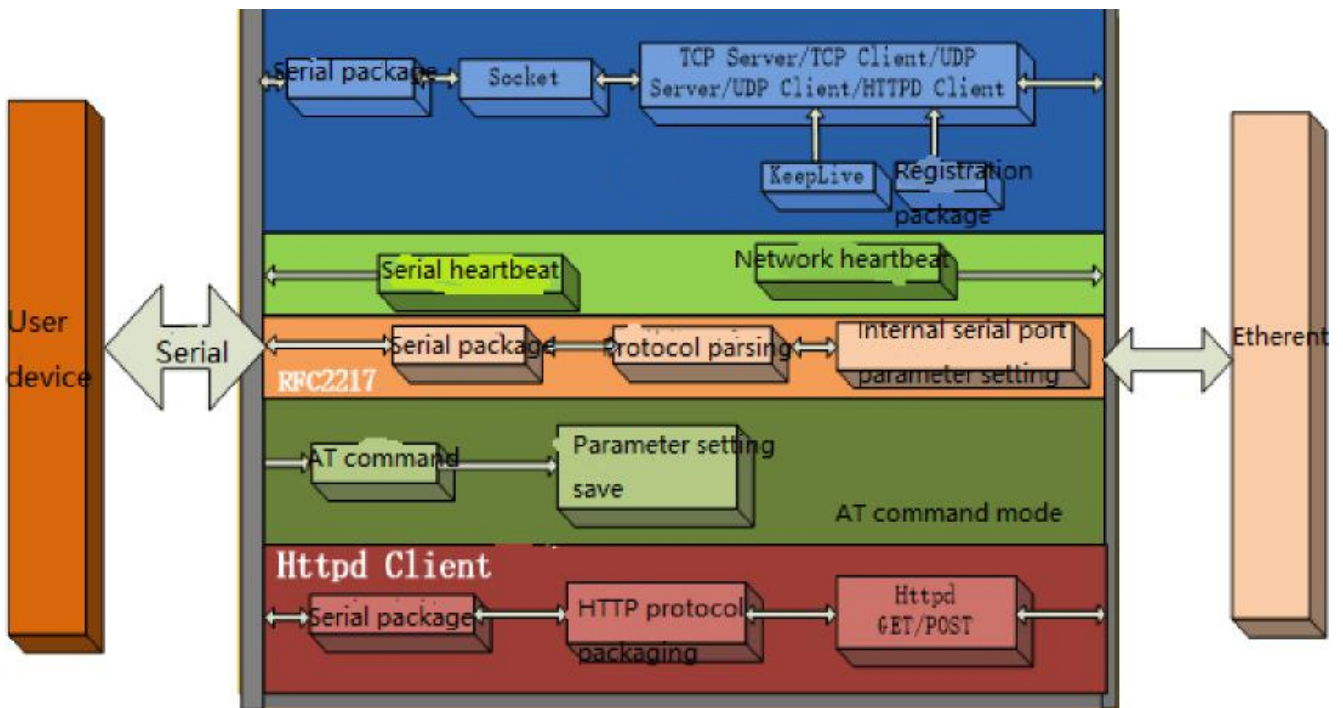 Serial package
Socket
TCP Server/TCP Client/UDP
Server/UDP Client/HTTPD Client
KeepLive
Registration
package
Serial heartbeat
Network heartbeat
User
device
Serial
Serial package
rotocol parsing
Internal serial port
parameter setting
RFC2217
Etherent
AT command
Parameter setting
save
AT command mode
Httpd Client
Serial package
HTTP protocol
packaging
Httpd
GET/POST